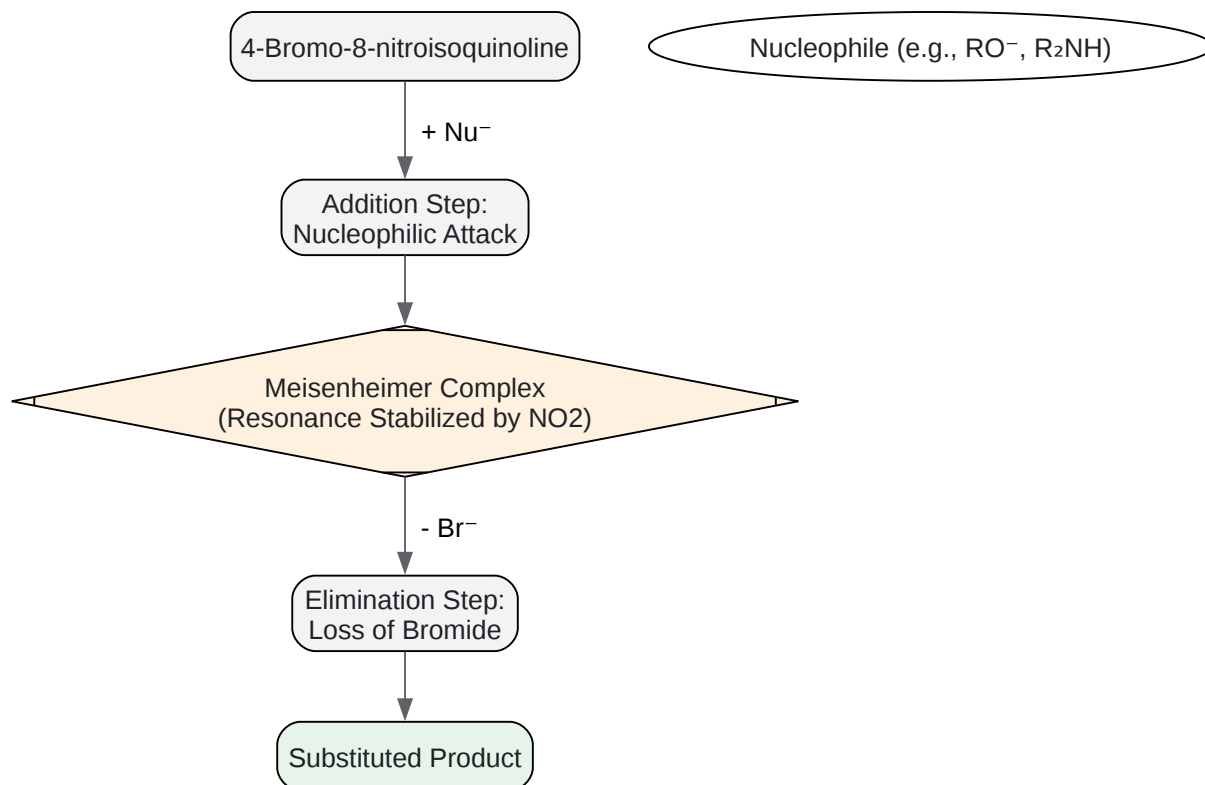 4-Bromo-8-nitroisoquinoline
Nucleophile (e.g., RO⁻, R₂NH)
+ Nu⁻
Addition Step:
Nucleophilic Attack
Meisenheimer Complex
(Resonance Stabilized by NO2)
- Br⁻
Elimination Step:
Loss of Bromide
Substituted Product